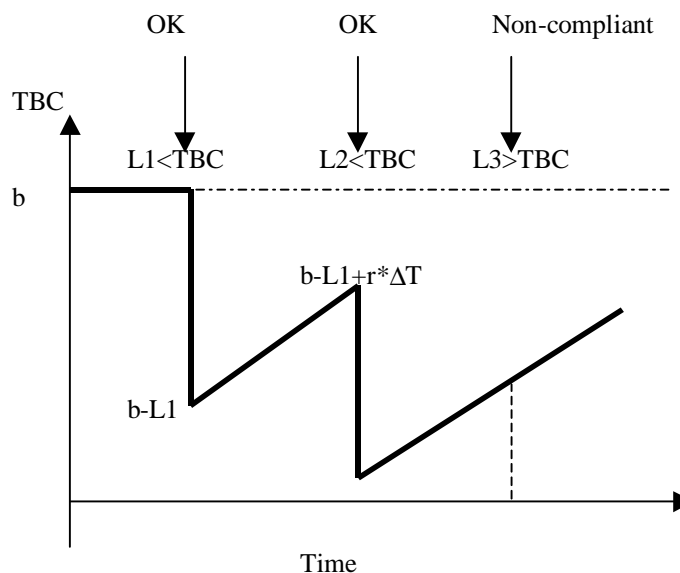 OK OK Non-compliant
TBC
L1<TBC L2<TBC L3>TBC
b
b-L1+r*ΔT
b-L1
Time